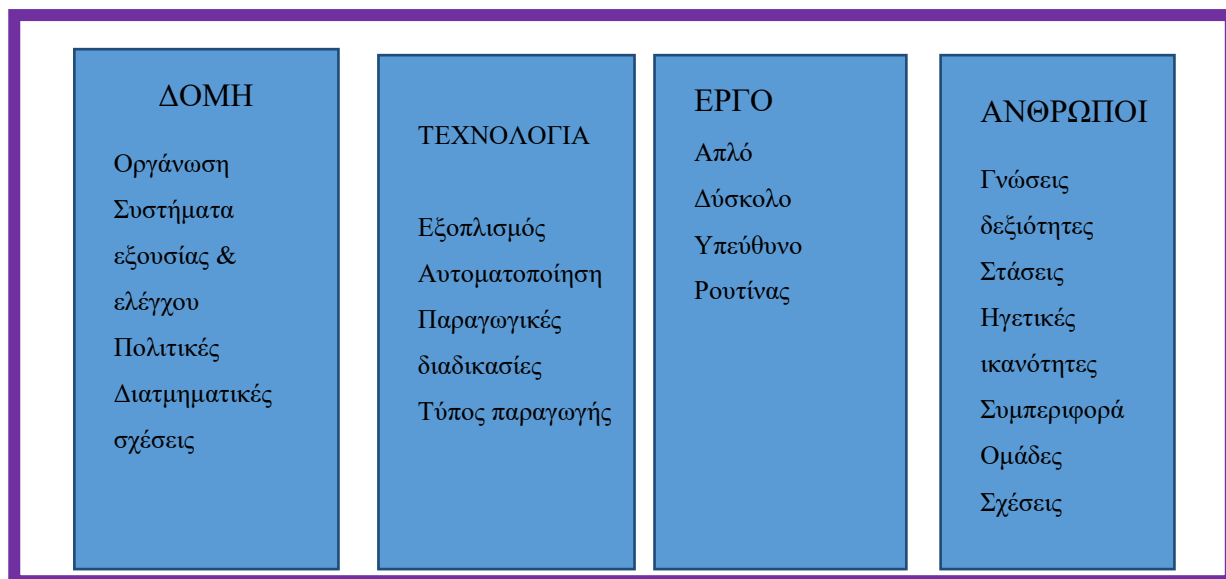 ΔΟΜΗ
Οργάνωση
Συστήματα
εξουσίας &
ελέγχου
Πολιτικές
Διατμηματικές
σχέσεις
ΤΕΧΝΟΛΟΓΙΑ
Εξοπλισμός
Αυτοματοποίηση
Παραγωγικές
διαδικασίες
Τύπος παραγωγής
ΕΡΓΟ
Απλό
Δύσκολο
Υπεύθυνο
Ρουτίνας
ΑΝΘΡΩΠΟΙ
Γνώσεις
δεξιότητες
Στάσεις
Ηγετικές
ικανότητες
Συμπεριφορά
Ομάδες
Σχέσεις